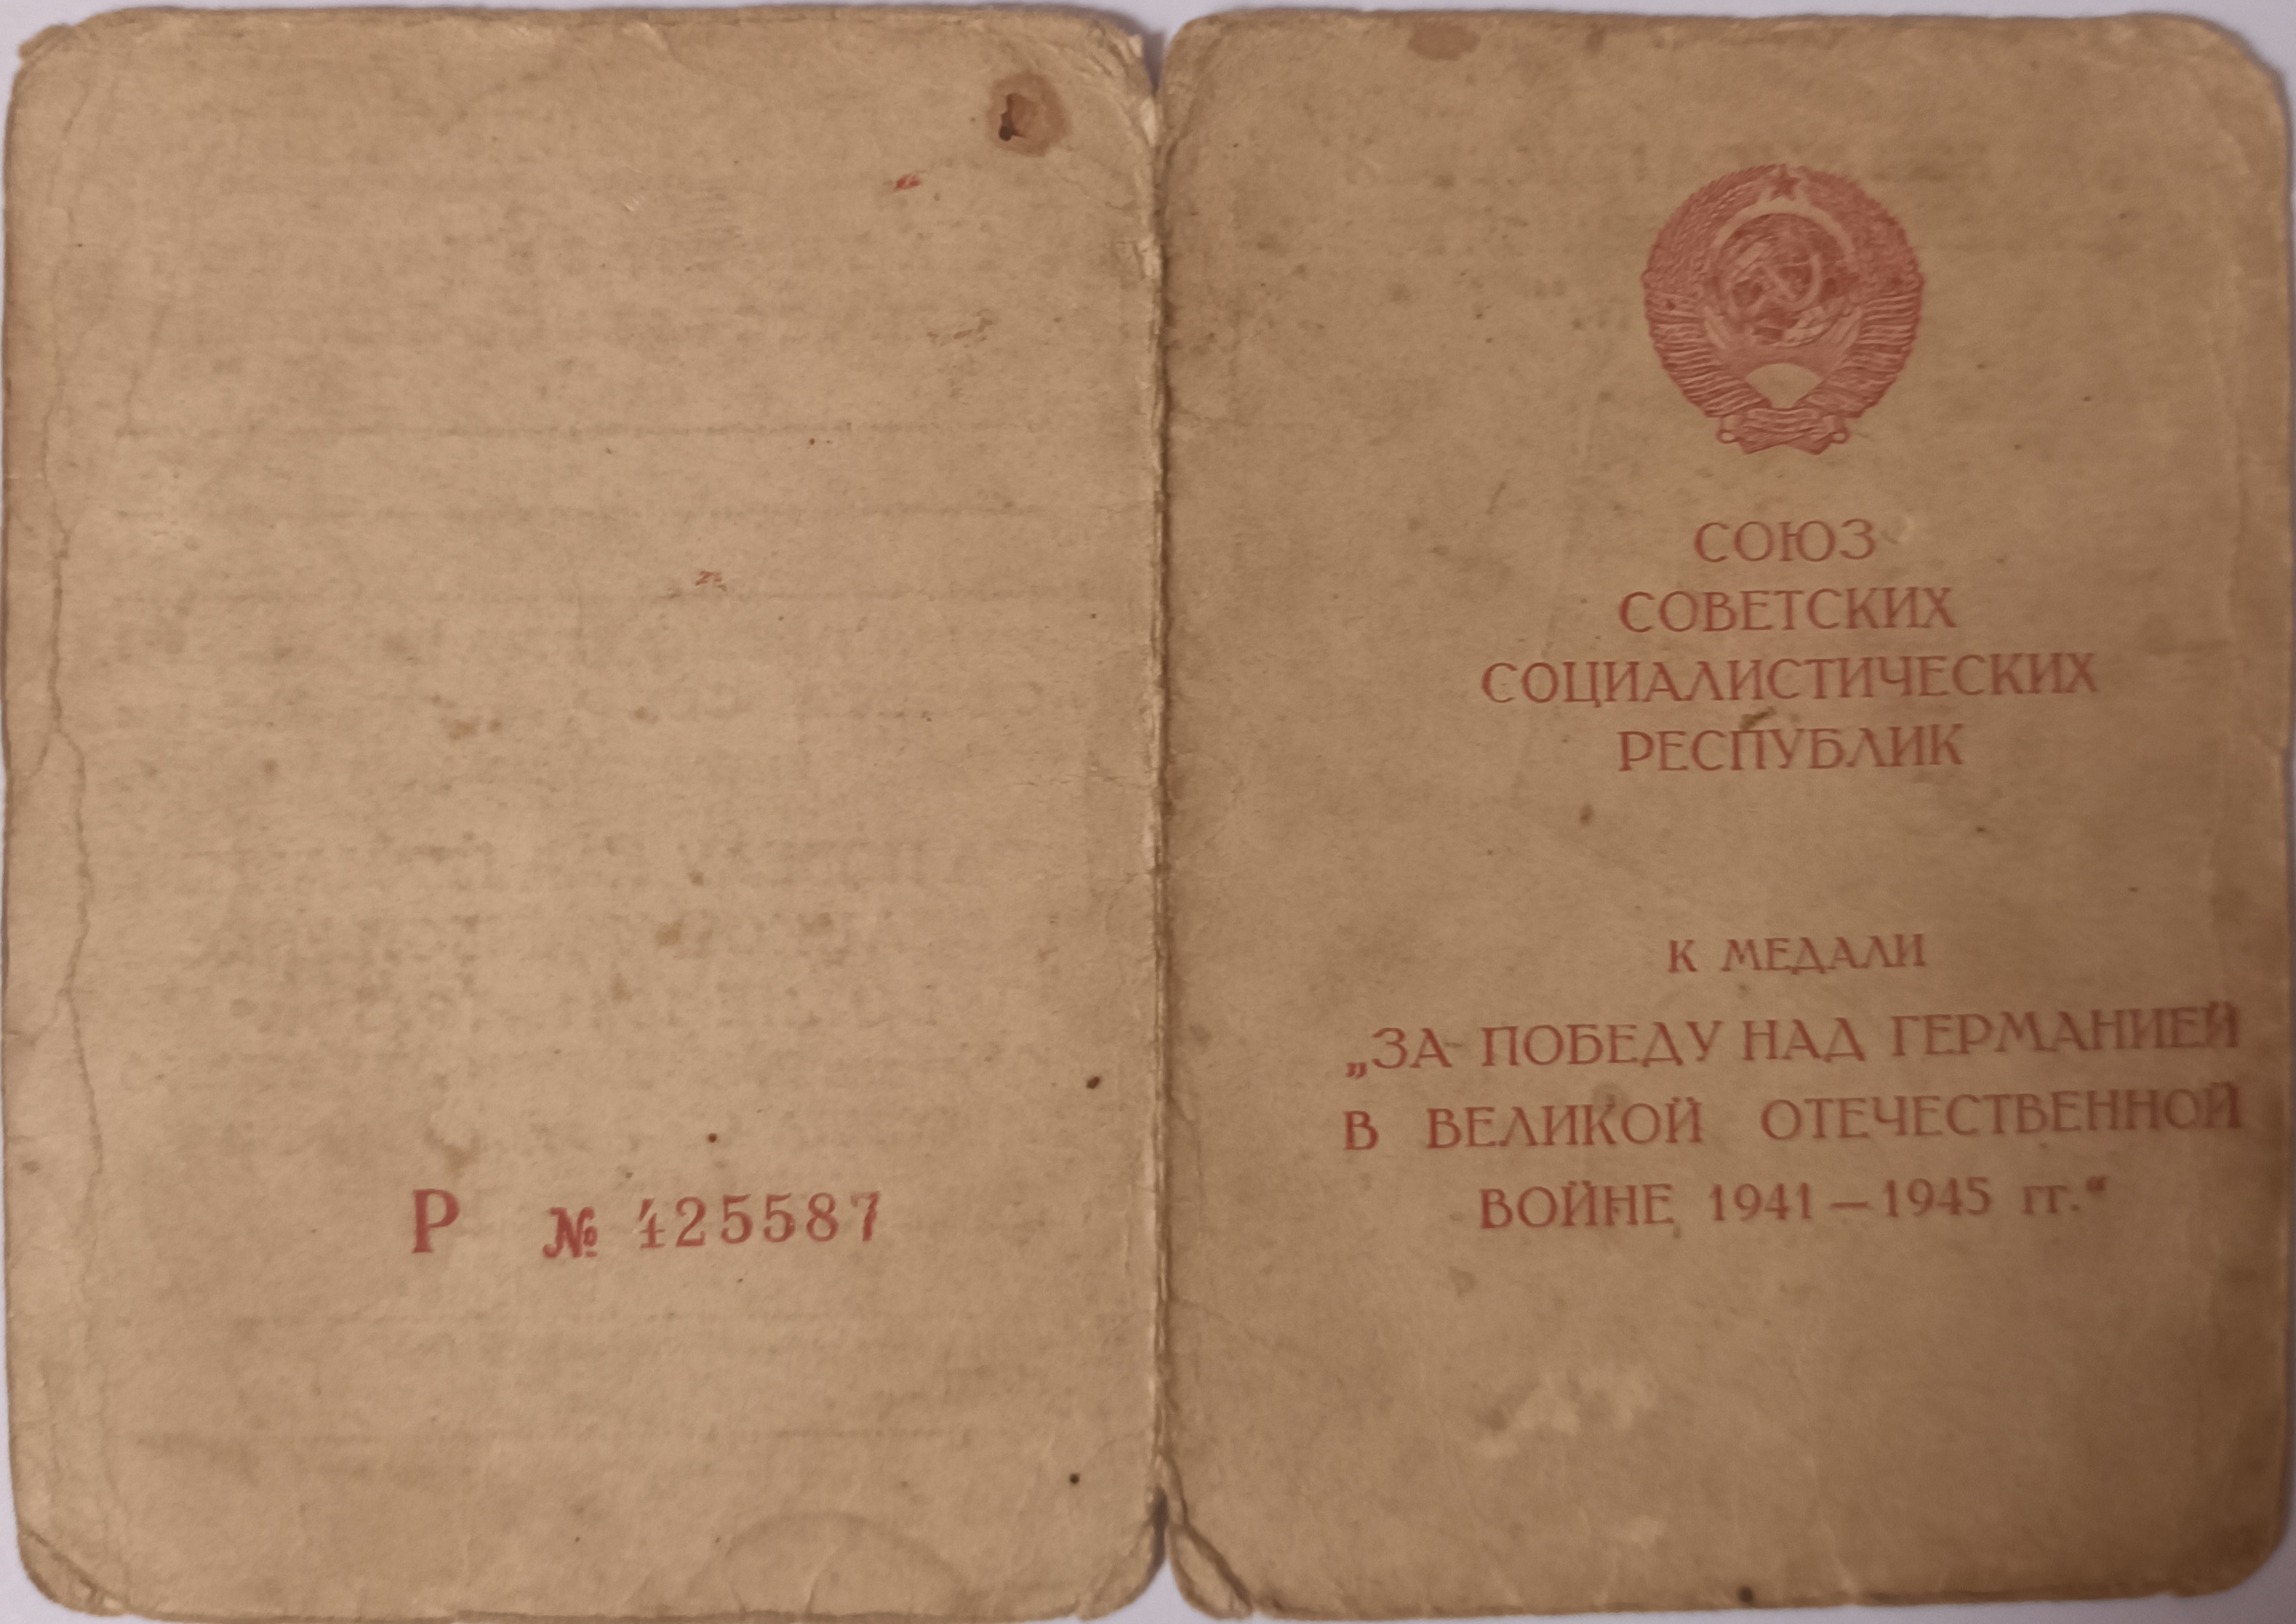 Р № 425587
СОЮЗ
СОВЕТСКИХ
СОЦИАЛИСТИЧЕСКИХ
РЕСПУБЛИК
К МЕДАЛИ
„ЗА ПОБЕДУ НАД ГЕРМАНИЕЙ
В ВЕЛИКОЙ ОТЕЧЕСТВЕННОЙ
ВОЙНЕ 1941—1945 гг.“